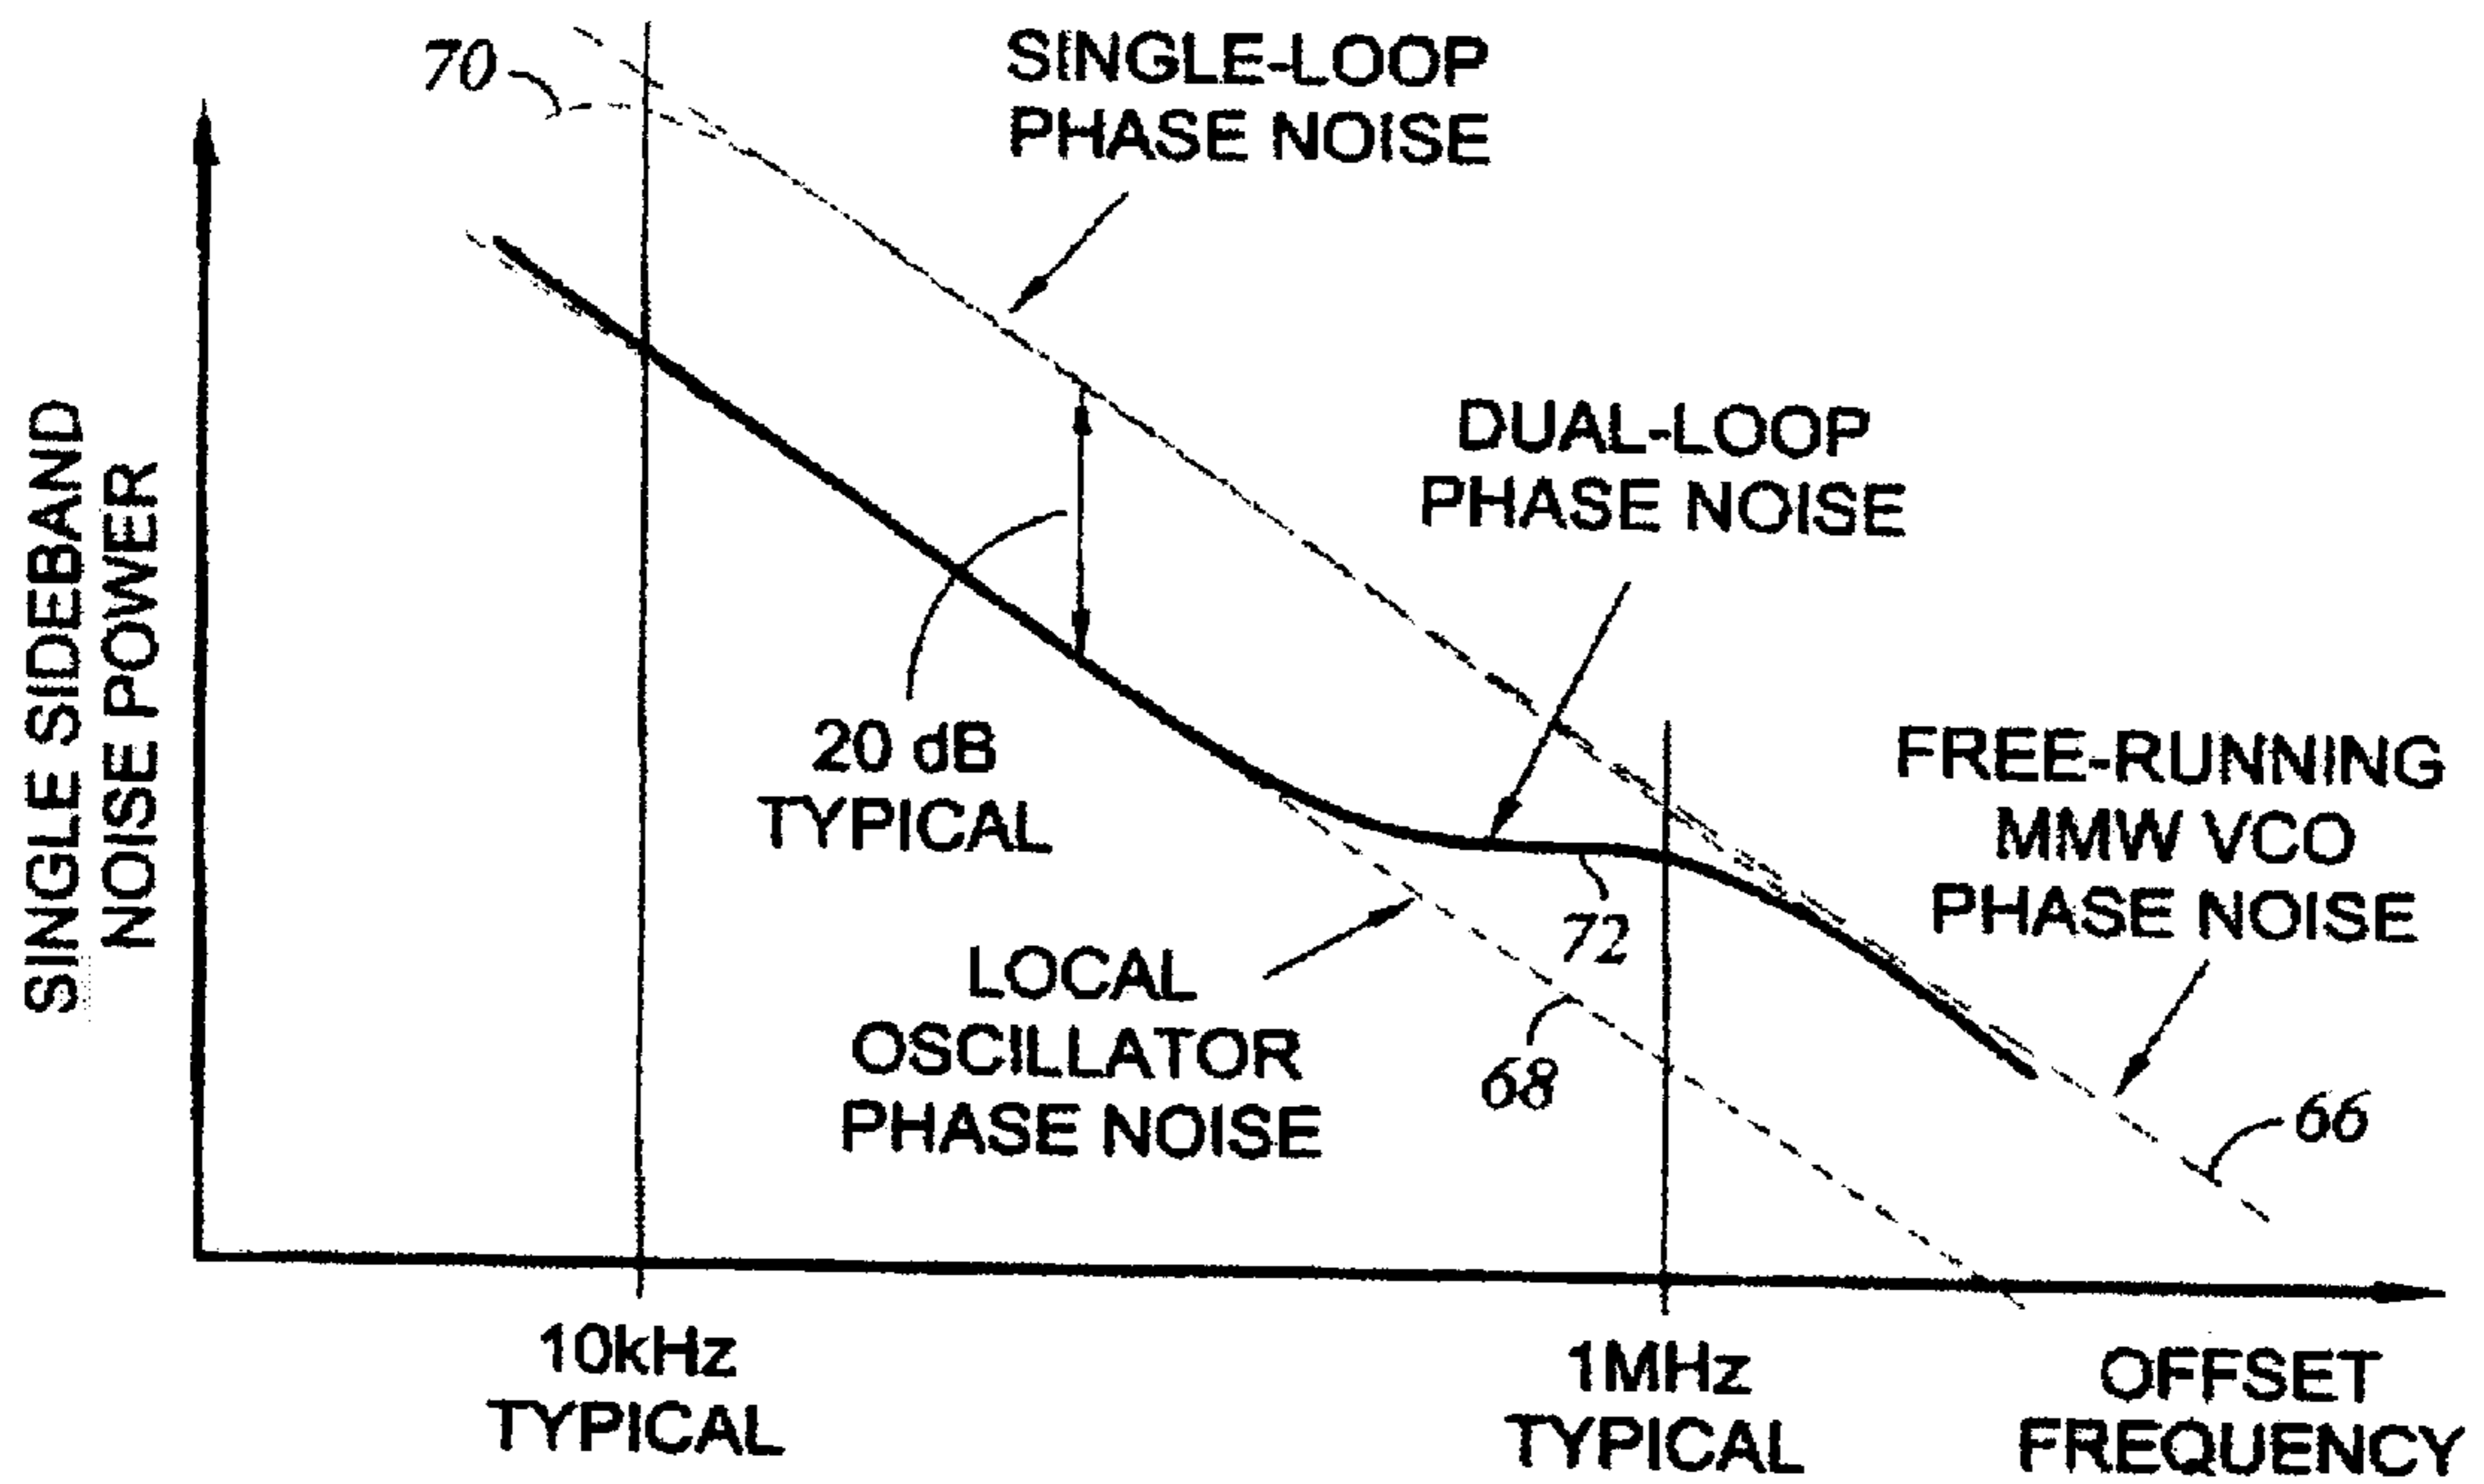 70
SINGLE-LOOP
PHASE NOISE
SINGLE SIDEBAND
NOISE POWER
DUAL-LOOP
PHASE NOISE
20 dB
TYPICAL
FREE-RUNNING
MMW VCO
PHASE NOISE
72
LOCAL
OSCILLATOR
PHASE NOISE
68
66
10kHz
TYPICAL
1MHz
TYPICAL
OFFSET
FREQUENCY